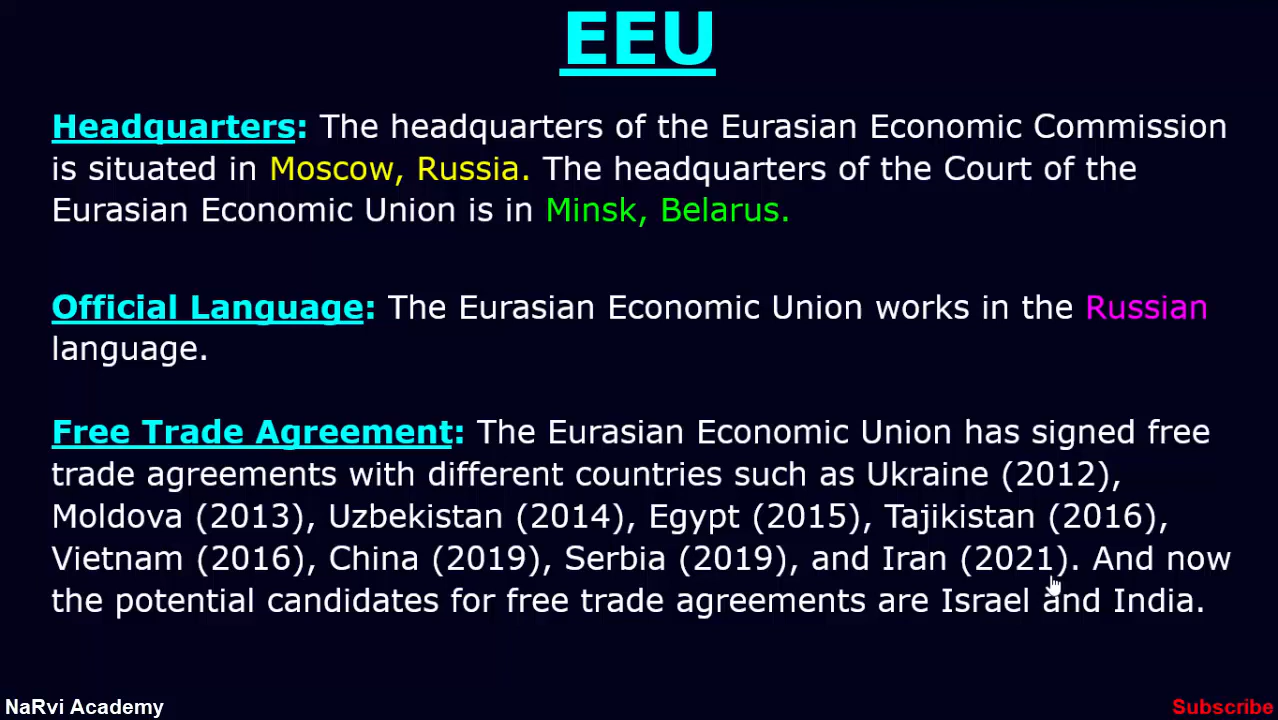 EEU
Headquarters: The headquarters of the Eurasian Economic Commission
is situated in Moscow, Russia. The headquarters of the Court of the
Eurasian Economic Union is in Minsk, Belarus.
Official Language: The Eurasian Economic Union works in the Russian
language.
Free Trade Agreement: The Eurasian Economic Union has signed free
trade agreements with different countries such as Ukraine (2012),
Moldova (2013), Uzbekistan (2014), Egypt (2015), Tajikistan (2016),
Vietnam (2016), China (2019), Serbia (2019), and Iran (2021). And now
the potential candidates for free trade agreements are Israel and India.
NaRvi Academy
Subscribe